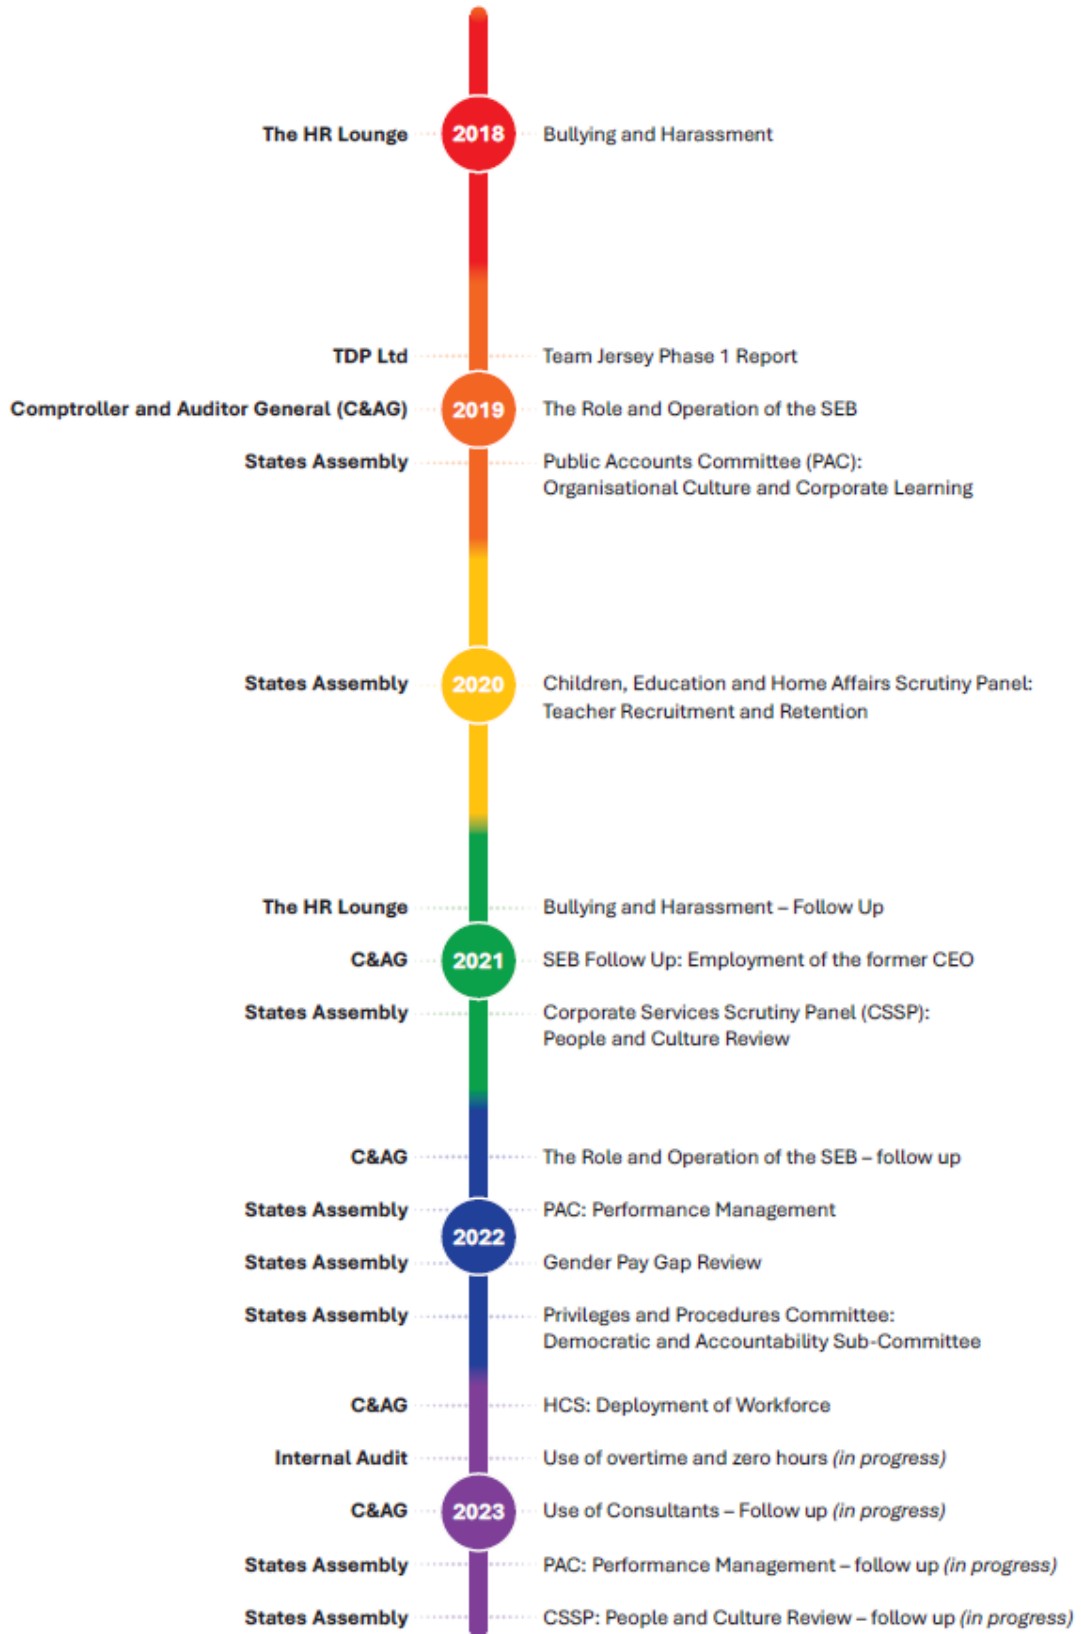 The HR Lounge 2018 Bullying and Harassment
TDP Ltd Team Jersey Phase 1 Report
Comptroller and Auditor General (C&AG) 2019 The Role and Operation of the SEB
States Assembly Public Accounts Committee (PAC):
Organisational Culture and Corporate Learning
States Assembly 2020 Children, Education and Home Affairs Scrutiny Panel:
Teacher Recruitment and Retention
The HR Lounge Bullying and Harassment – Follow Up
C&AG 2021 SEB Follow Up: Employment of the former CEO
States Assembly Corporate Services Scrutiny Panel (CSSP):
People and Culture Review
C&AG The Role and Operation of the SEB – follow up
States Assembly PAC: Performance Management
2022
States Assembly Gender Pay Gap Review
States Assembly Privileges and Procedures Committee:
Democratic and Accountability Sub-Committee
C&AG HCS: Deployment of Workforce
Internal Audit Use of overtime and zero hours (in progress)
C&AG 2023 Use of Consultants – Follow up (in progress)
States Assembly PAC: Performance Management – follow up (in progress)
States Assembly CSSP: People and Culture Review – follow up (in progress)